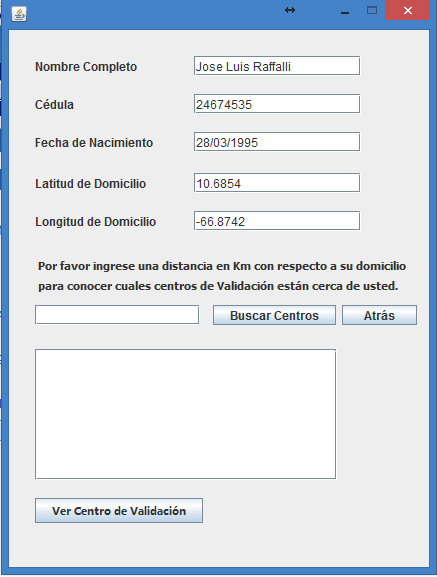 Nombre Completo Jose Luis Raffalli
Cédula 24674535
Fecha de Nacimiento 28/03/1995
Latitud de Domicilio 10.6854
Longitud de Domicilio -66.8742
Por favor ingrese una distancia en Km con respecto a su domicilio
para conocer cuales centros de Validación están cerca de usted.
Buscar Centros Atrás
Ver Centro de Validación